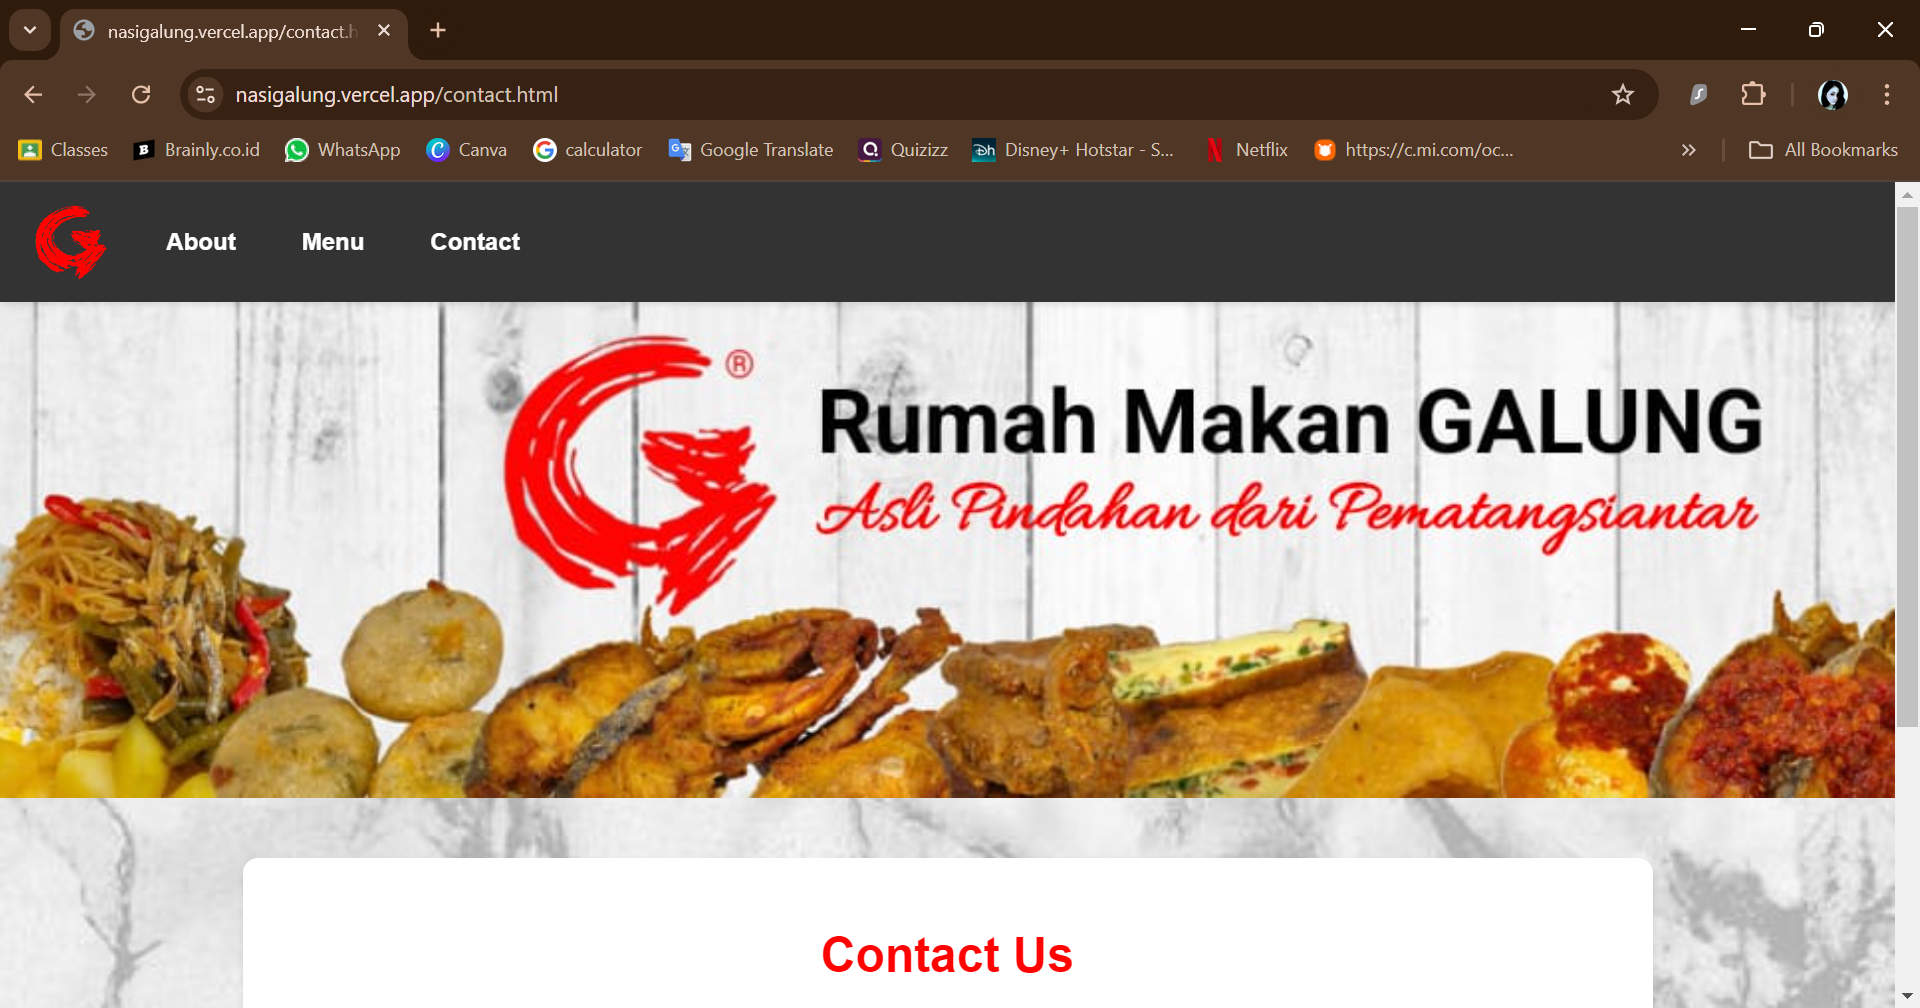 nasigalung.vercel.app/contact.h
nasigalung.vercel.app/contact.html
Classes
Brainly.co.id
WhatsApp
Canva
calculator
Google Translate
Quizizz
Disney+ Hotstar - S...
Netflix
https://c.mi.com/oc...
All Bookmarks
About
Menu
Contact
®
Rumah Makan GALUNG
Asli Pindahan dari Pematangsiantar
Contact Us